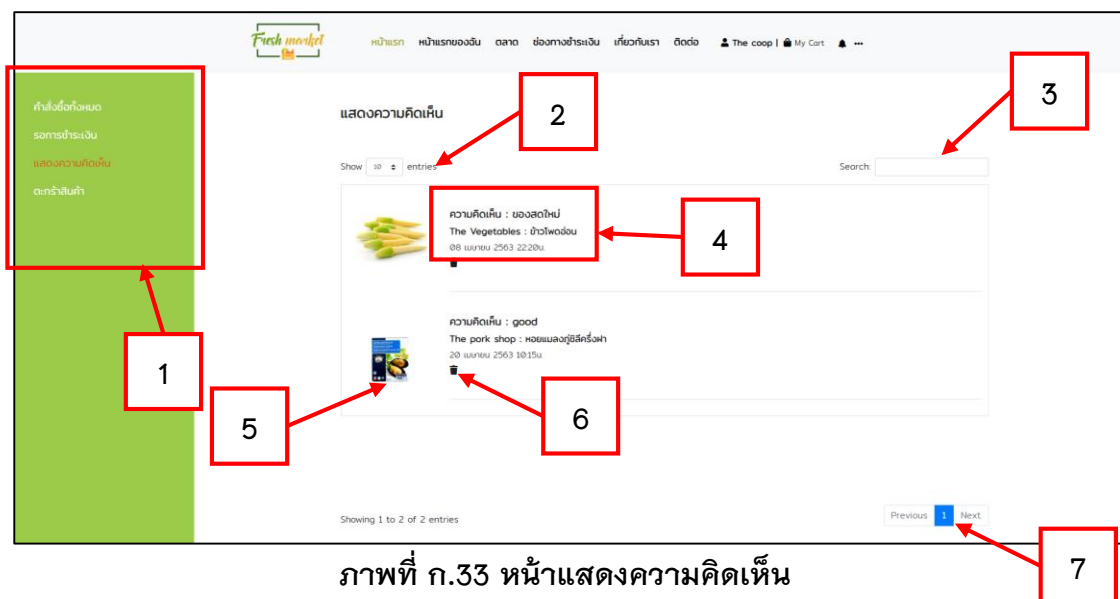 Fresh market
หน้าแรก หน้าแรกของฉัน ตลาด ช่องทางชำระเงิน เกี่ยวกับเรา ติดต่อ The coop | My Cart
คำสั่งซื้อทั้งหมด
รอการชำระเงิน
แสดงความคิดเห็น
ตะกร้าสินค้า
1
แสดงความคิดเห็น
2
3
Show 10 entries
Search:
ความคิดเห็น : ของสดใหม่
The Vegetables : ข้าวโพดอ่อน
08 เมษายน 2563 22:20น.
4
ความคิดเห็น : good
The pork shop : หอยแมลงภู่ชิลีครึ่งฝา
20 เมษายน 2563 10:15น.
5
6
Showing 1 to 2 of 2 entries
Previous 1 Next
7
ภาพที่ ก.33 หน้าแสดงความคิดเห็น